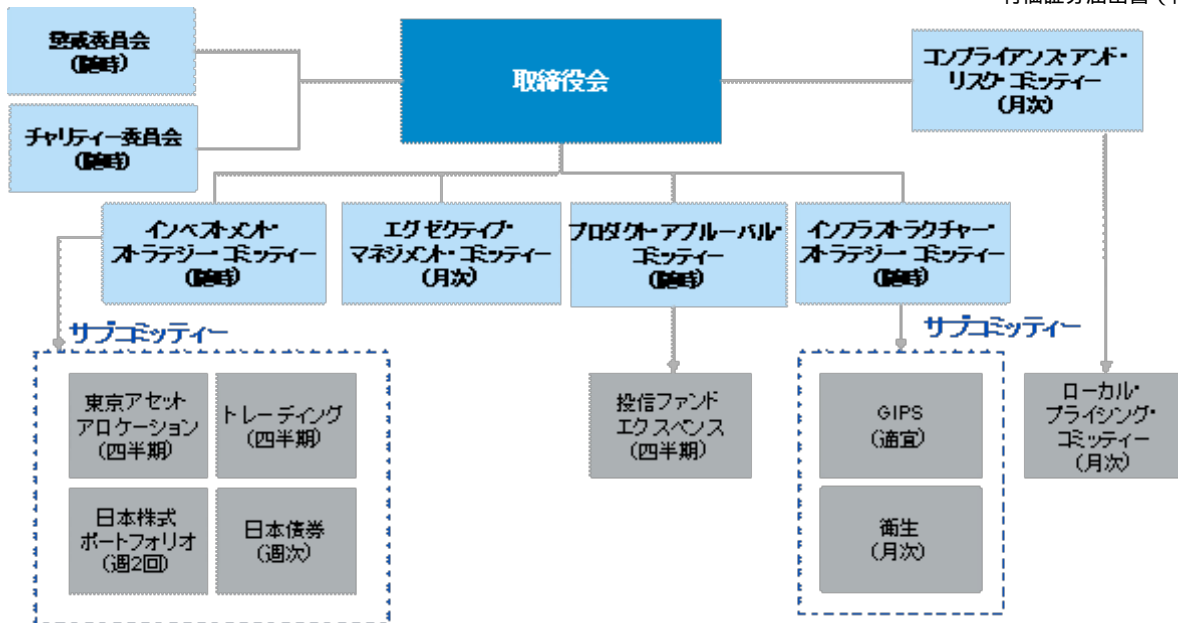 有価証券届出書
懲戒委員会
(臨時)
チャリティー委員会
(臨時)
取締役会
コンプライアンス・アンド・
リスク・コミッティー
(月次)
インベストメント・
ストラテジー・コミッティー
(臨時)
エグゼクティブ・
マネジメント・コミッティー
(月次)
プロダクト・アプルーバル・
コミッティー
(臨時)
インフラストラクチャー・
ストラテジー・コミッティー
(臨時)
サブコミッティー
サブコミッティー
東京アセット
アロケーション
(四半期)
トレーディング
(四半期)
日本株式
ポートフォリオ
(週2回)
日本債券
(週次)
投信ファンド
エクスペンス
(四半期)
GIPS
(適宜)
衛生
(月次)
ローカル・
プライシング・
コミッティー
(月次)